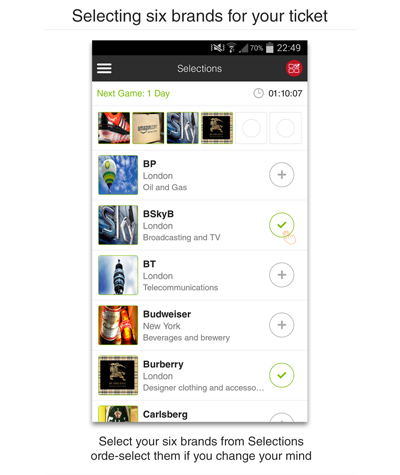 Selecting six brands for your ticket
70% 22:49
Selections
Next Game: 1 Day 01:10:07
amazon.com
BP
London
Oil and Gas
BSkyB
London
Broadcasting and TV
BT
London
Telecommunications
Budweiser
New York
Beverages and brewery
Burberry
London
Designer clothing and accesso...
Carlsberg
Select your six brands from Selections
orde-select them if you change your mind